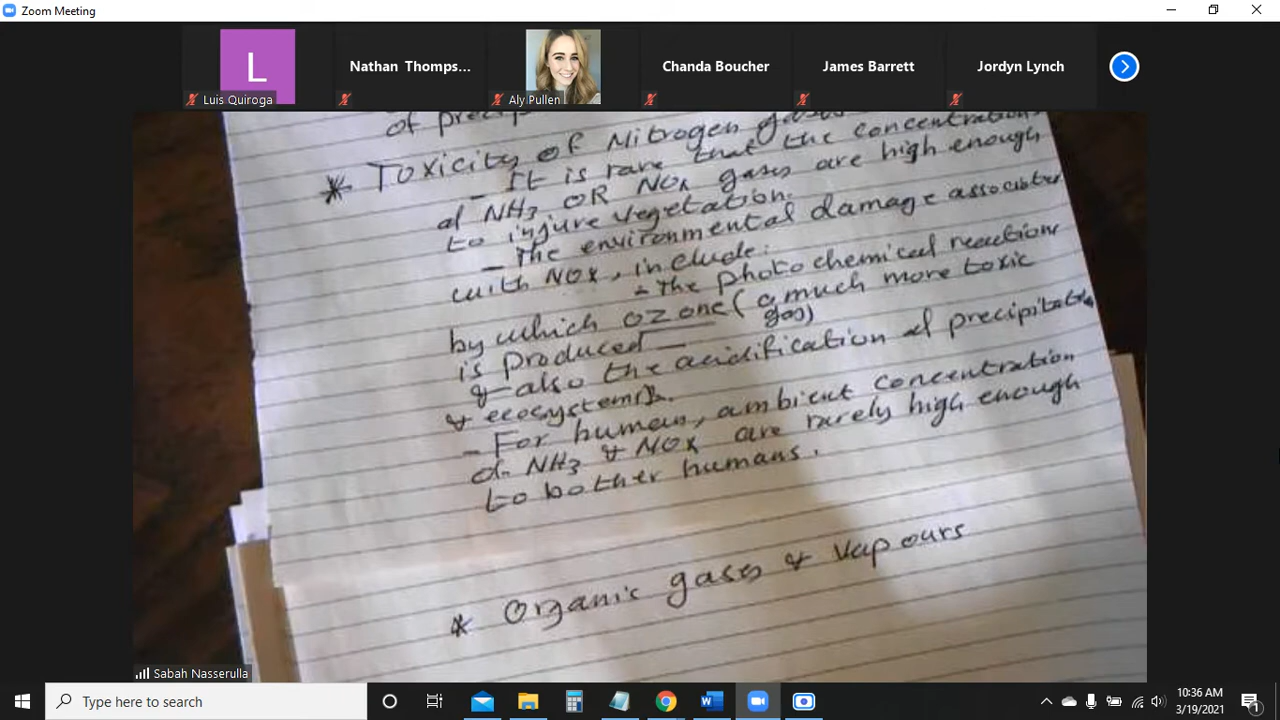 Zoom Meeting
L
Luis Quiroga
Nathan Thomps...
Aly Pullen
Chanda Boucher
James Barrett
Jordyn Lynch
of
* Toxicity of Nitrogen
- It is rare that the concentration
of NH3 OR NOx gases are high enough
to injure vegetation.
- The environmental damage
with NOx, include:
- The photochemical reactions
by which ozone (a much more toxic
gas)
is produced
& also the acidification of
& ecosystems.
- For human, ambient concentration
of NH3 & NOx are rarely high enough
to bother humans.
* Organic gases & vapours
Sabah Nasserulla
Type here to search
10:36 AM
3/19/2021
1